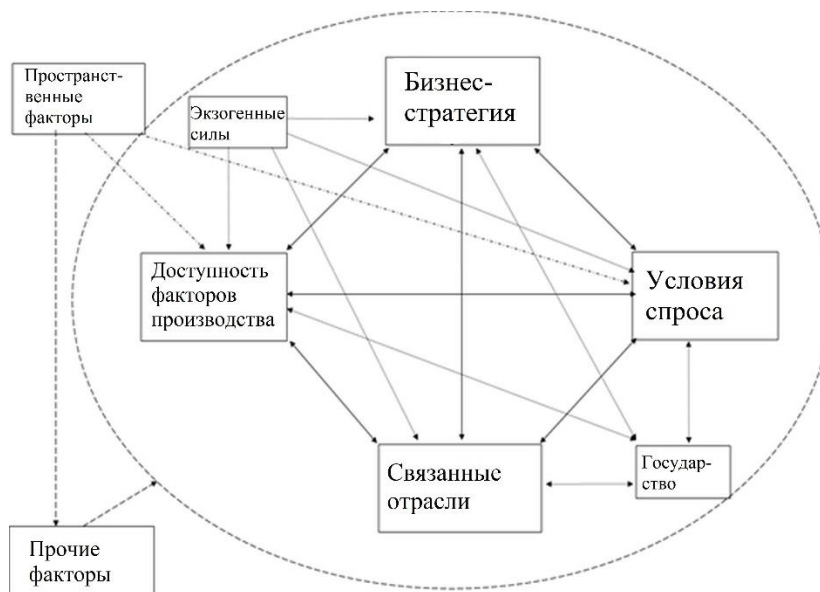 Пространст-
венные
факторы
Экзогенные
силы
Бизнес-
стратегия
Доступность
факторов
производства
Условия
спроса
Связанные
отрасли
Государ-
ство
Прочие
факторы